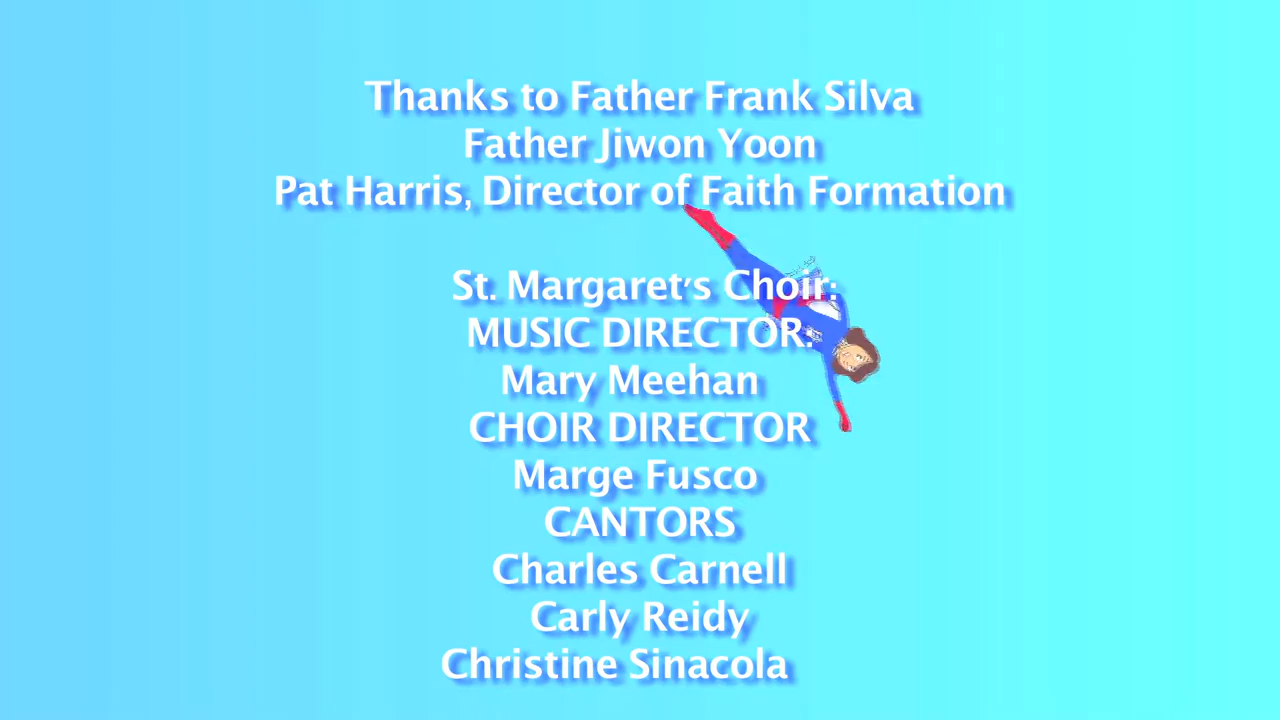 Thanks to Father Frank Silva
Father Jiwon Yoon
Pat Harris, Director of Faith Formation
St. Margaret's Choir:
MUSIC DIRECTOR:
Mary Meehan
CHOIR DIRECTOR
Marge Fusco
CANTORS
Charles Carnell
Carly Reidy
Christine Sinacola